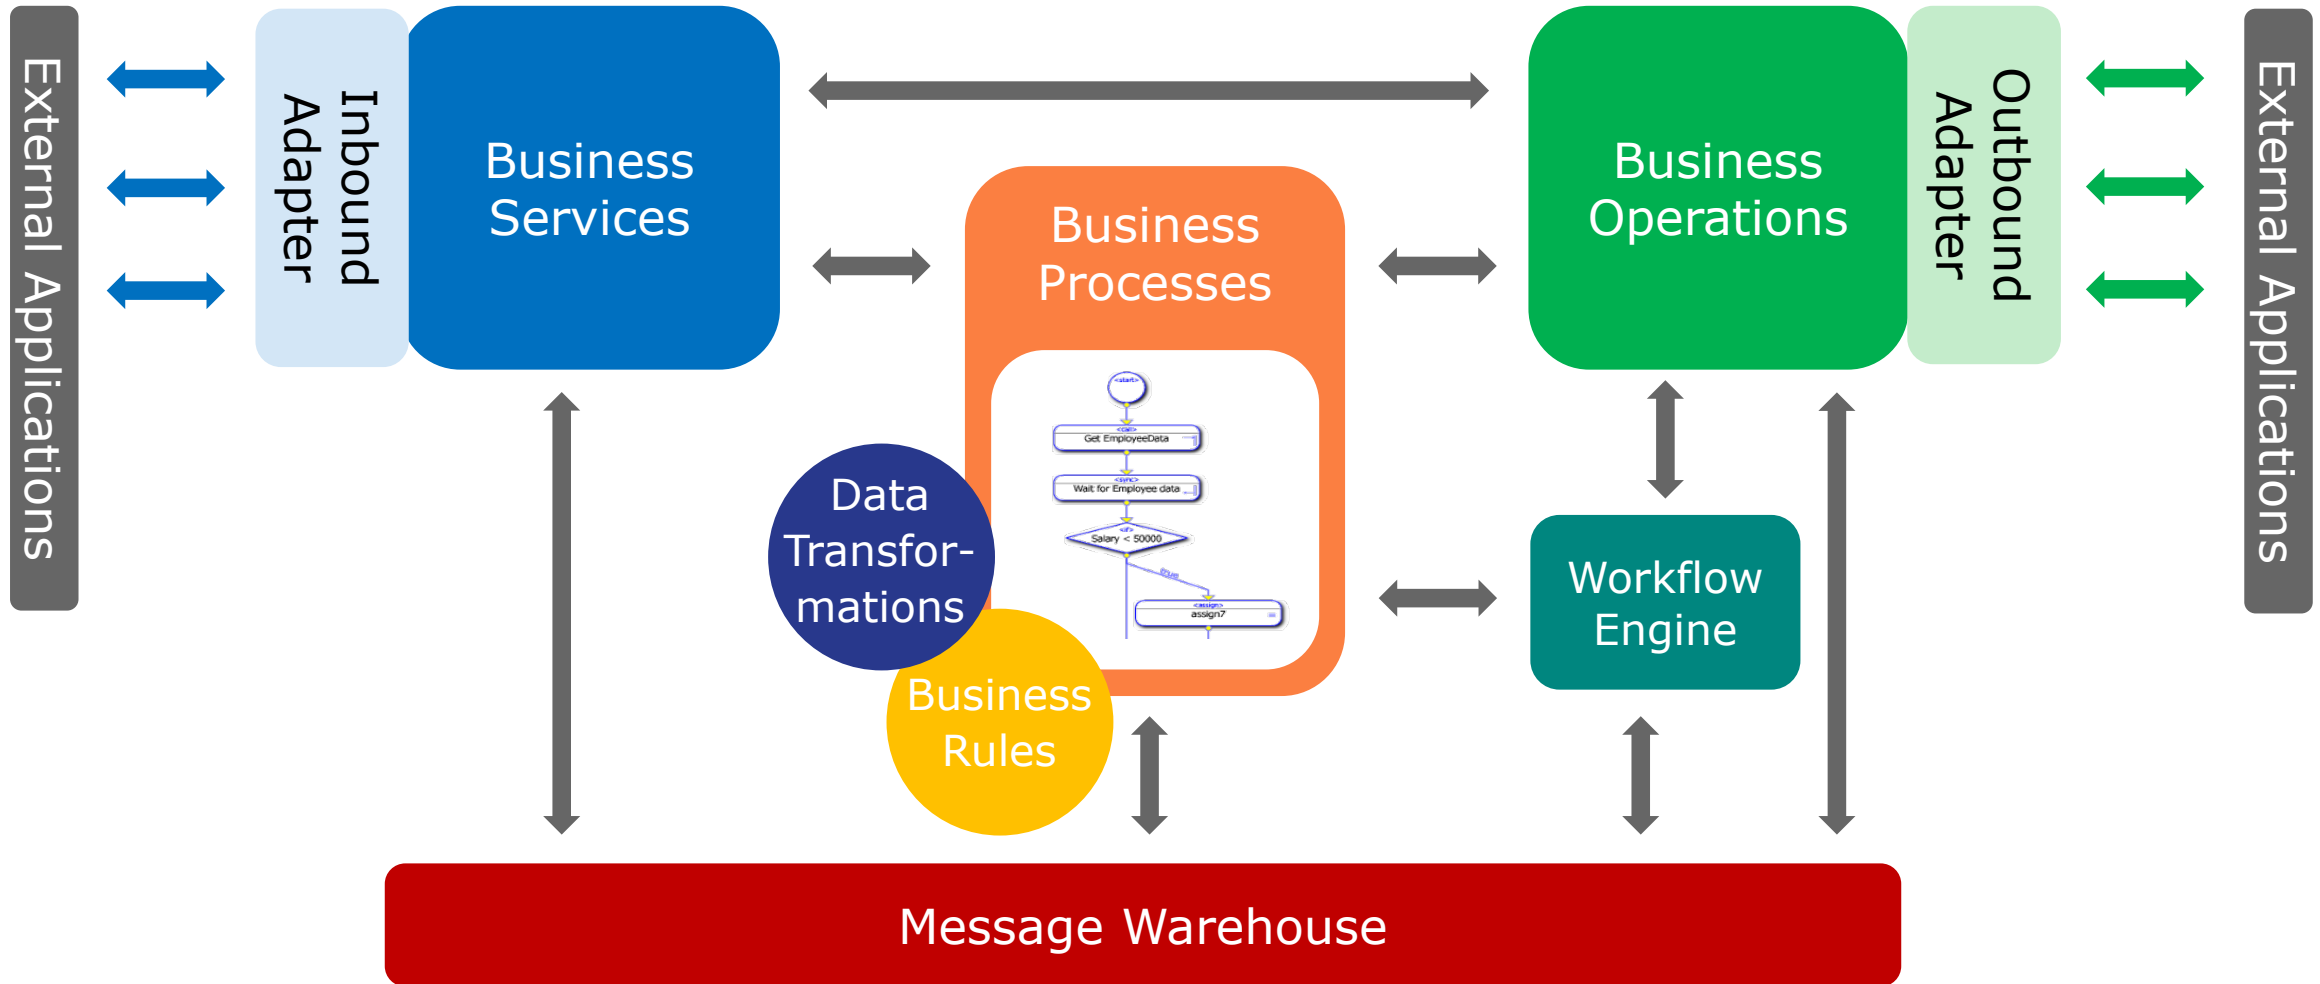 External Applications
Inbound
Adapter
Business
Services
Business
Processes
Business
Operations
Outbound
Adapter
External Applications
<start>
<call>
Get EmployeeData
<sync>
Wait for Employee data
<if>
Salary < 50000
true
<assign>
assign7
Data
Transfor-
mations
Business
Rules
Workflow
Engine
Message Warehouse